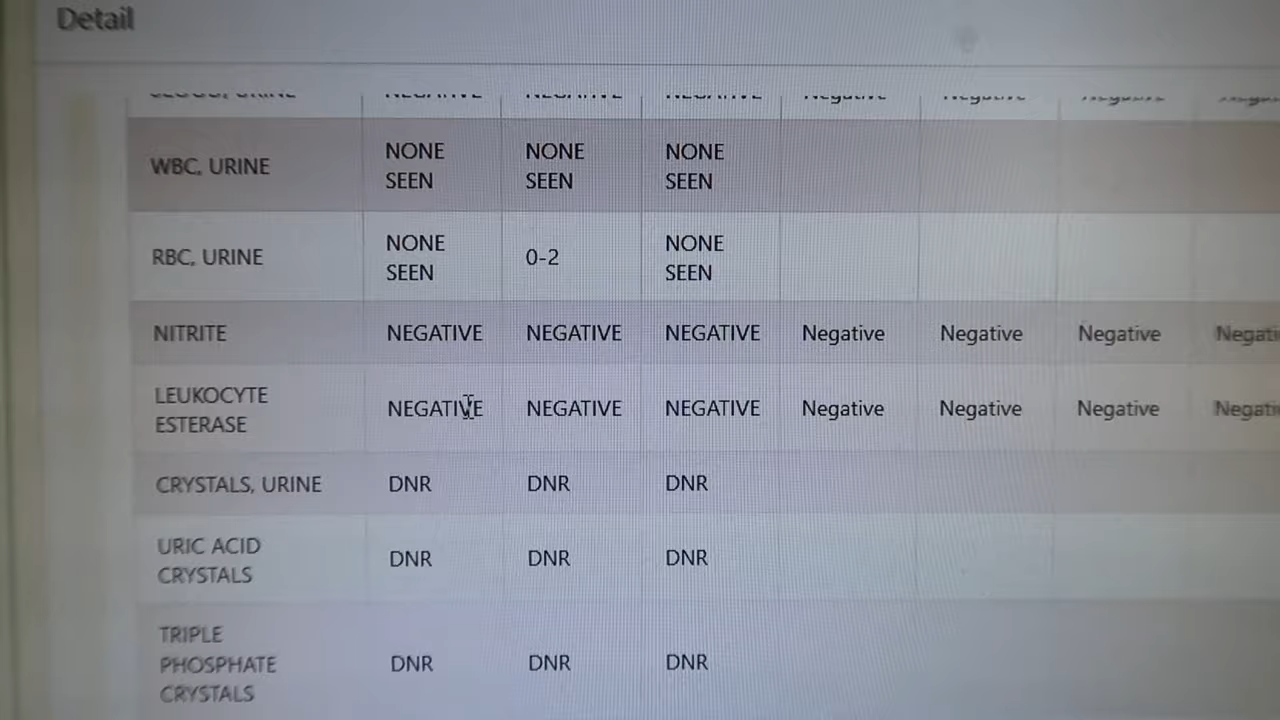 Detail
WBC, URINE NONE SEEN NONE SEEN NONE SEEN
RBC, URINE NONE SEEN 0-2 NONE SEEN
NITRITE NEGATIVE NEGATIVE NEGATIVE Negative Negative Negative Negati
LEUKOCYTE ESTERASE NEGATIVE NEGATIVE NEGATIVE Negative Negative Negative Negati
CRYSTALS, URINE DNR DNR DNR
URIC ACID CRYSTALS DNR DNR DNR
TRIPLE PHOSPHATE CRYSTALS DNR DNR DNR